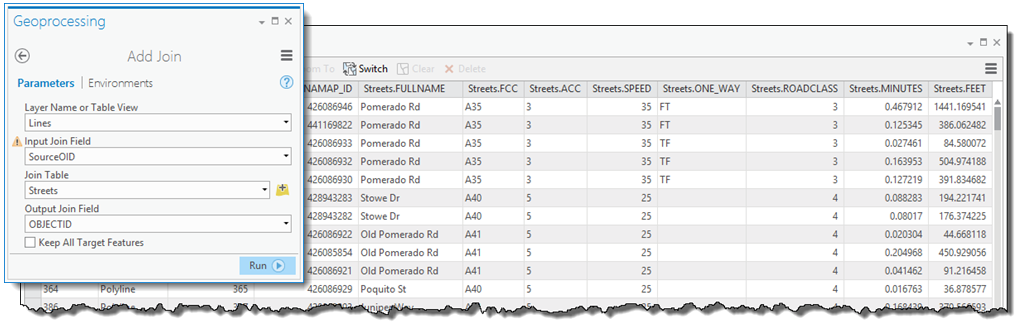 Geoprocessing
Add Join
Parameters | Environments
Layer Name or Table View
Lines
Input Join Field
SourceOID
Join Table
Streets
Output Join Field
OBJECTID
Keep All Target Features
Run
om To Switch Clear Delete
NAMAP_ID Streets.FULLNAME Streets.FCC Streets.ACC Streets.SPEED Streets.ONE_WAY Streets.ROADCLASS Streets.MINUTES Streets.FEET
426086946 Pomerado Rd A35 3 35 FT 3 0.467912 1441.169541
441169822 Pomerado Rd A35 3 35 FT 3 0.125345 386.062482
426086933 Pomerado Rd A35 3 35 TF 3 0.027461 84.580072
426086932 Pomerado Rd A35 3 35 TF 3 0.163953 504.974188
426086930 Pomerado Rd A35 3 35 TF 3 0.127219 391.834682
428943283 Stowe Dr A40 5 25 4 0.088283 194.221741
428943282 Stowe Dr A40 5 25 4 0.08017 176.374225
426086922 Old Pomerado Rd A41 5 25 4 0.020304 44.668118
426085854 Old Pomerado Rd A41 5 25 4 0.204968 450.929056
426086921 Old Pomerado Rd A41 5 25 4 0.041462 91.216458
364 Polyline 365 426086929 Poquito St A40 5 25 4 0.016763 36.878577